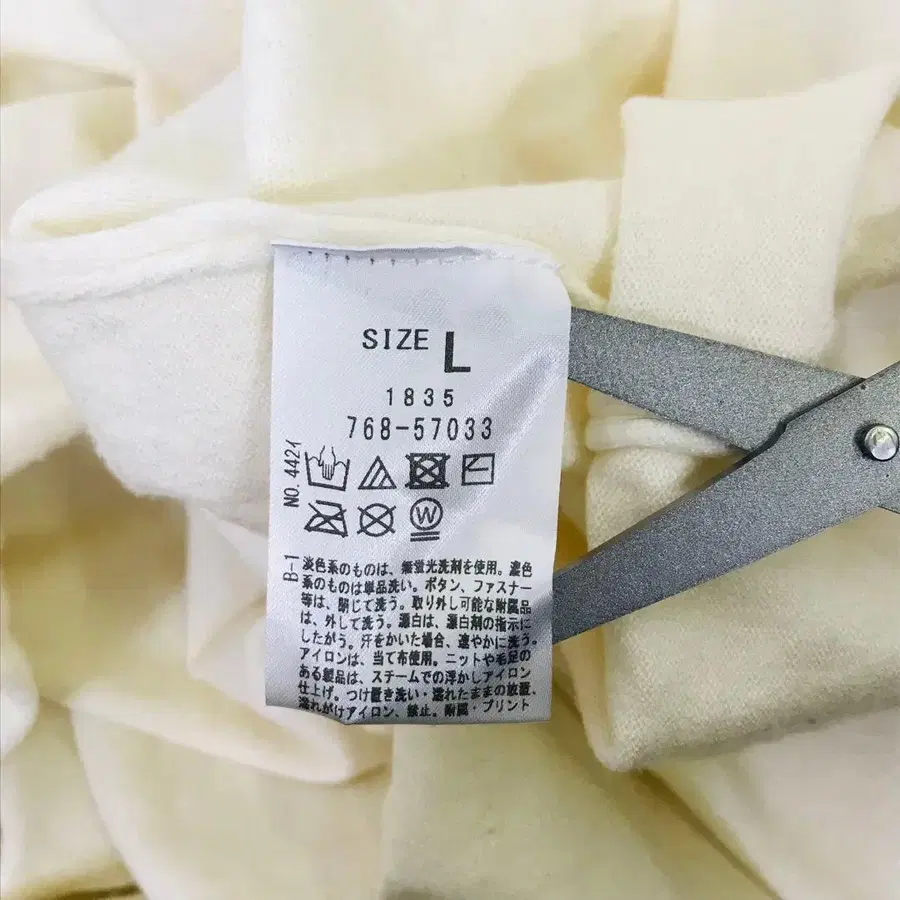 SIZE L
1835
768-57033
NO. 4421
W
B-1
淡色系のものは、無蛍光洗剤を使用。濃色
系のものは単品洗い。ボタン、ファスナー
等は、閉じて洗う。取り外し可能な附属品
は、外して洗う。漂白は、漂白剤の指示に
したがう。汗をかいた場合、速やかに洗う。
アイロンは、当て布使用。ニットや毛足の
ある製品は、スチームでの浮かしアイロン
仕上げ。つけ置き洗い・濡れたままの放置、
濡れがけアイロン、禁止。附属・プリント